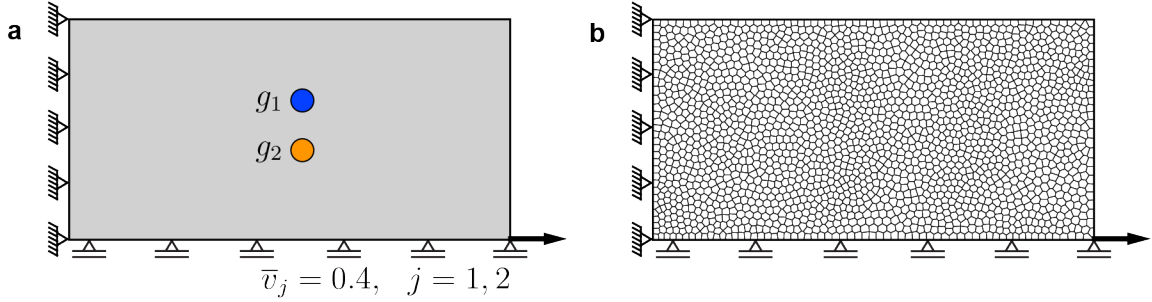 a
b
g₁
g₂
v̅ⱼ = 0.4, j = 1, 2